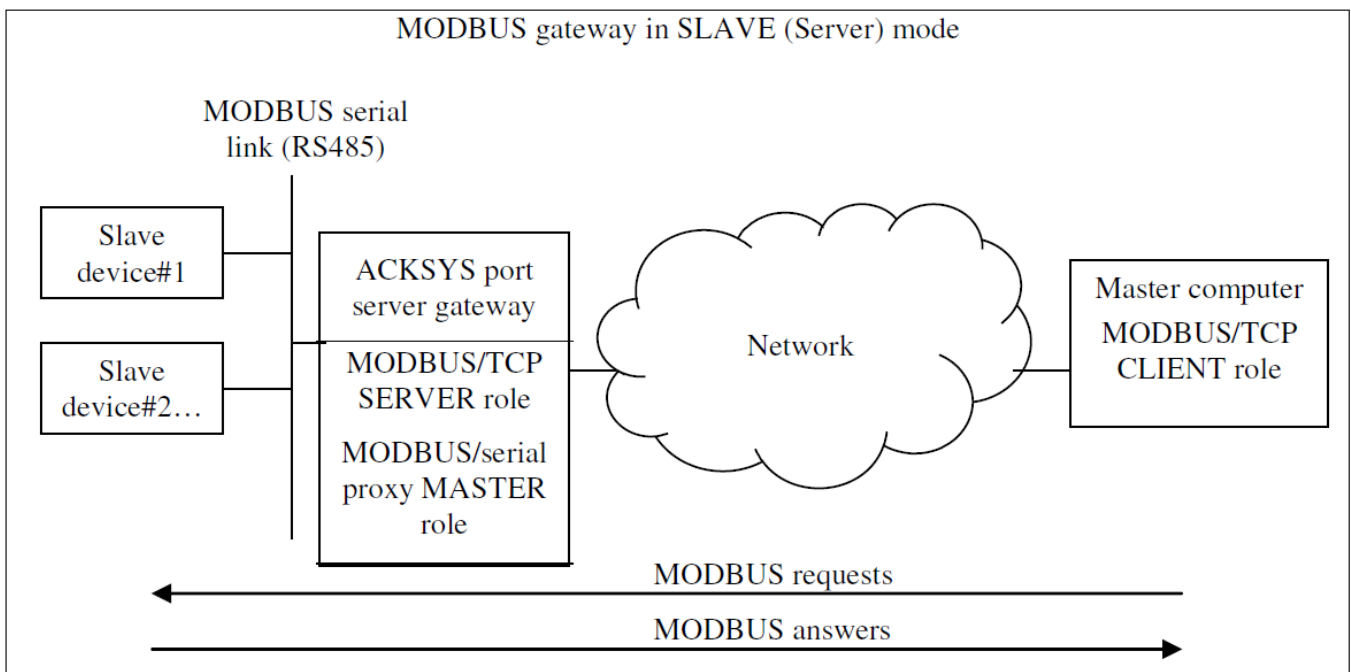 MODBUS gateway in SLAVE (Server) mode
MODBUS serial
link (RS485)
Slave
device#1
Slave
device#2…
ACKSYS port
server gateway
MODBUS/TCP
SERVER role
MODBUS/serial
proxy MASTER
role
Network
Master computer
MODBUS/TCP
CLIENT role
MODBUS requests
MODBUS answers